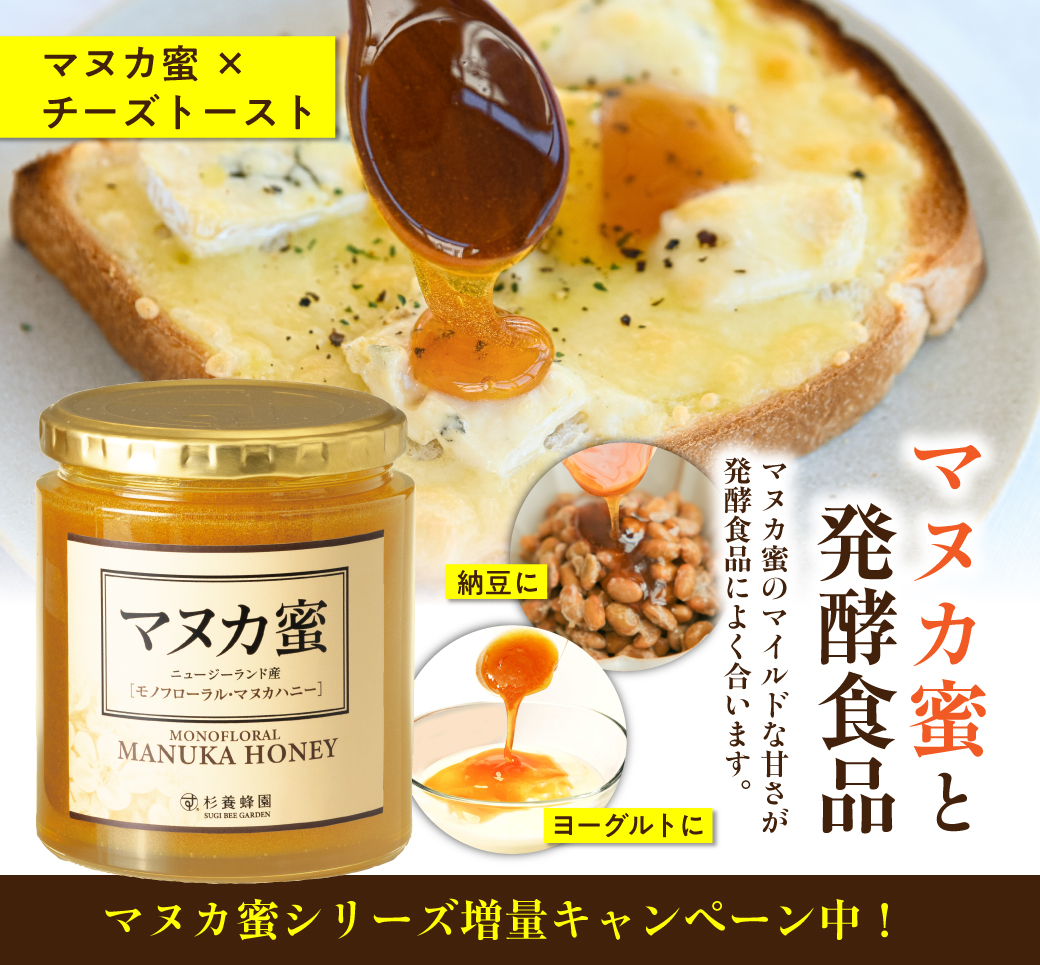 マヌカ蜜 ×
チーズトースト
マヌカ蜜と
発酵食品
マヌカ蜜のマイルドな甘さが
発酵食品によく合います。
納豆に
ヨーグルトに
マヌカ蜜
ニュージーランド産
[モノフローラル・マヌカハニー]
MONOFLORAL
MANUKA HONEY
杉養蜂園
SUGI BEE GARDEN
マヌカ蜜シリーズ増量キャンペーン中！